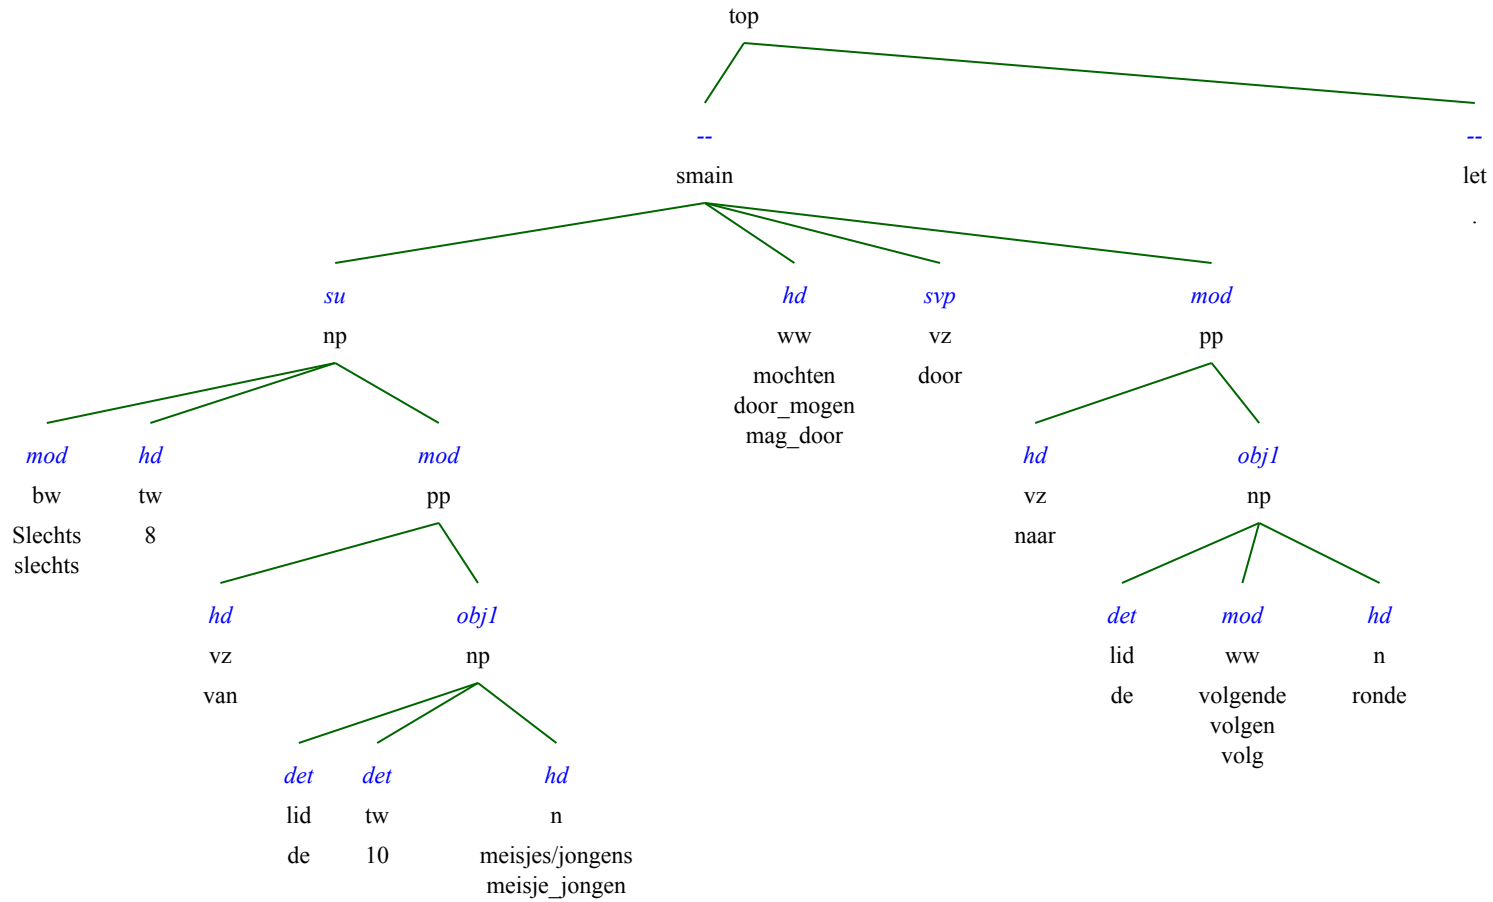 top
-- --
smain let
.
su hd svp mod
np ww vz pp
mochten door
door_mogen
mag_door
mod hd mod hd obj1
bw tw pp vz np
Slechts 8 naar
slechts
hd obj1 det mod hd
vz np lid ww n
van de volgende ronde
volgen
volg
det det hd
lid tw n
de 10 meisjes/jongens
meisje_jongen